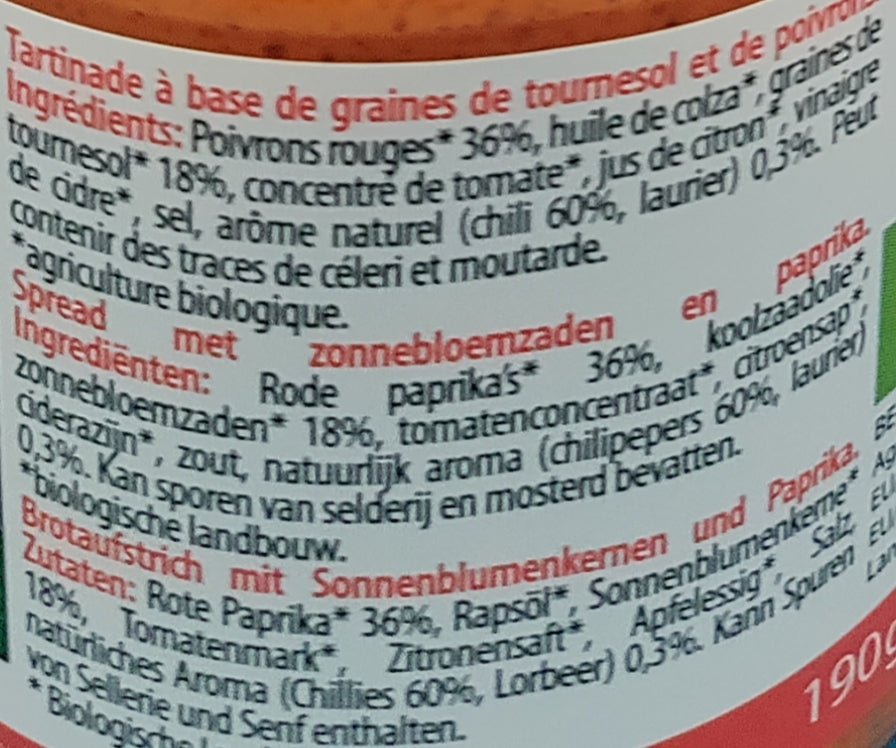 Tartinade à base de graines de tournesol et de
Ingrédients: Poivrons rouges* 36%, huile de colza*, graines de
tournesol* 18%, concentré de tomate*, jus de citron*, vinaigre
de cidre*, sel, arôme naturel (chili 60%, laurier) 0,3%. Peut
contenir des traces de céleri et moutarde.
*agriculture biologique.
Spread met zonnebloemzaden en paprika.
Ingrediënten: Rode paprika's* 36%, koolzaadolie*,
zonnebloemzaden* 18%, tomatenconcentraat*, citroensap*,
ciderazijn*, zout, natuurlijk aroma (chilipepers 60%, laurier)
0,3%. Kan sporen van selderij en mosterd bevatten.
*biologische landbouw.
Brotaufstrich mit Sonnenblumenkernen und Paprika.
Zutaten: Rote Paprika* 36%, Rapsöl*, Sonnenblumenkerne*
18%, Tomatenmark*, Zitronensaft*, Apfelessig*, Salz,
natürliches Aroma (Chillies 60%, Lorbeer) 0,3%. Kann Spuren
von Sellerie und Senf enthalten.
190g